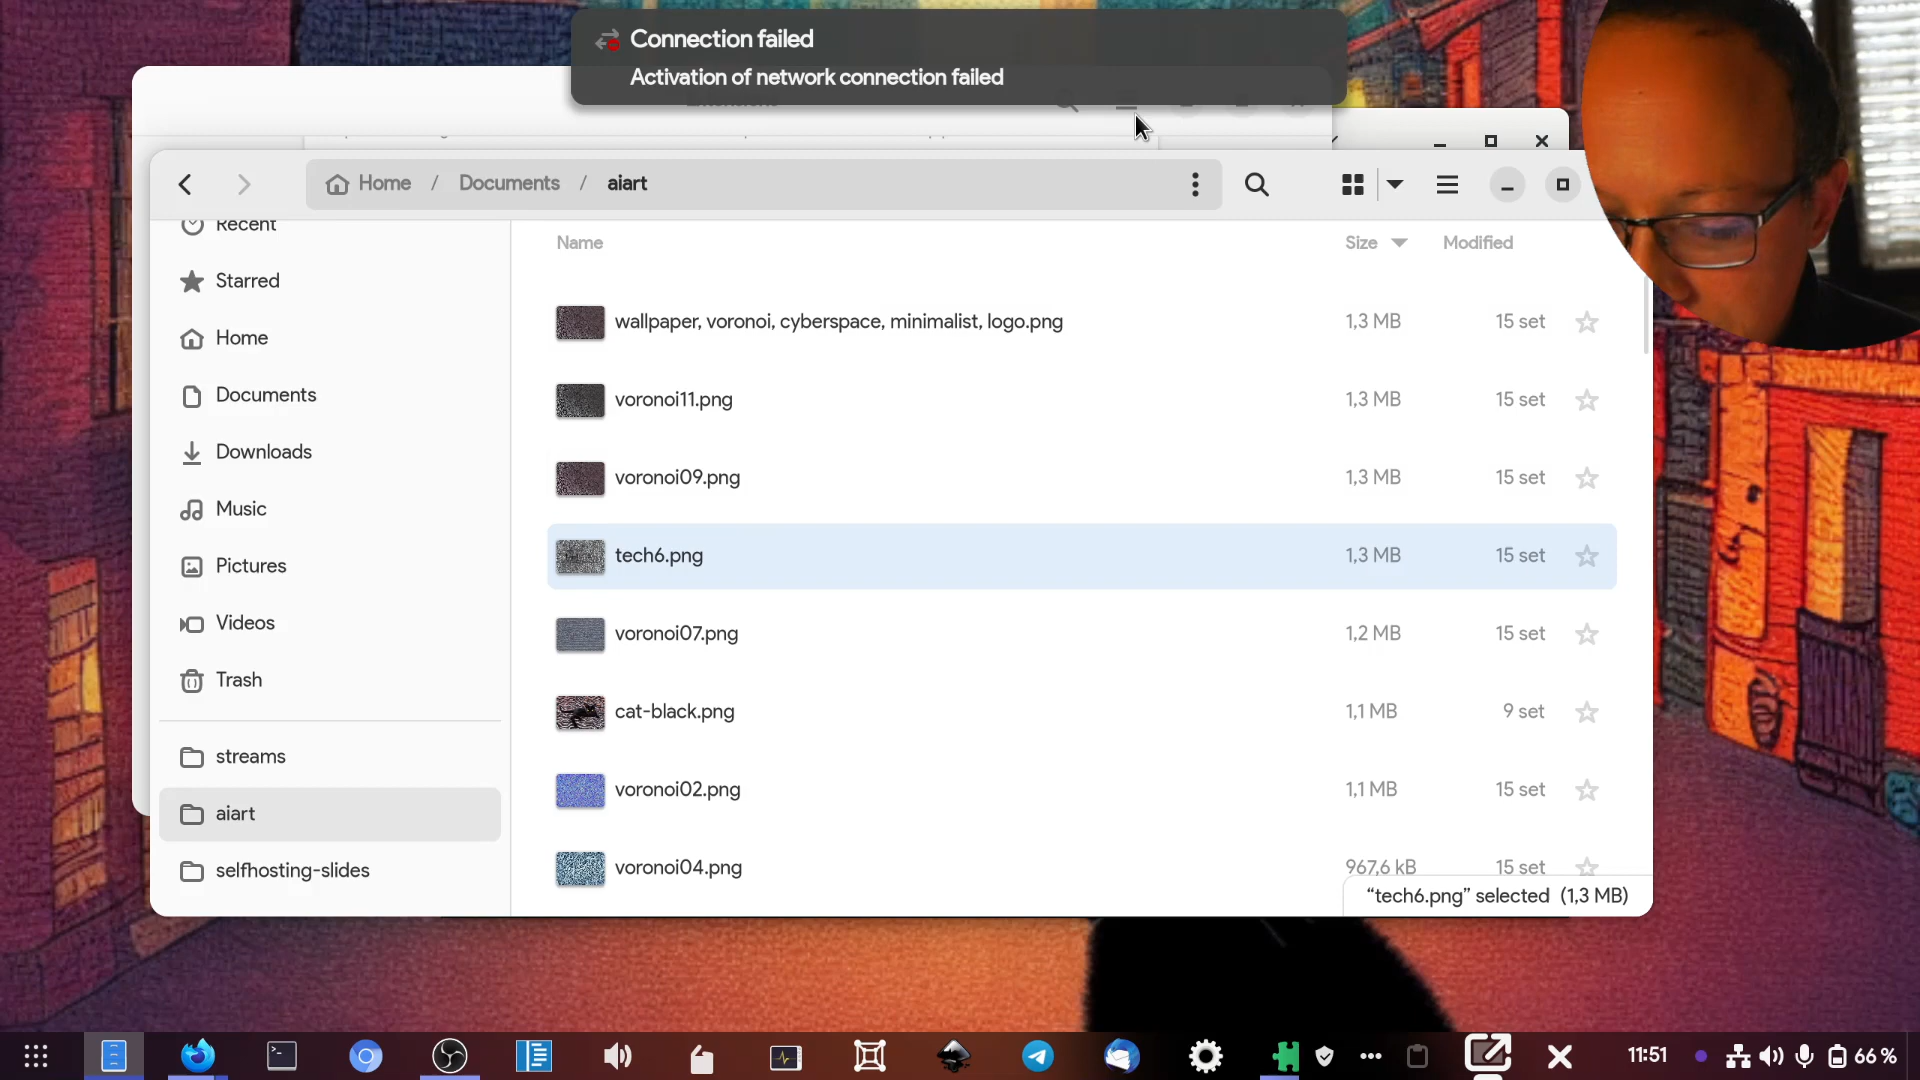 Connection failed
Activation of network connection failed
Home / Documents / aiart
Recent
Starred
Home
Documents
Downloads
Music
Pictures
Videos
Trash
streams
aiart
selfhosting-slides
Name Size Modified
wallpaper, voronoi, cyberspace, minimalist, logo.png 1,3 MB 15 set
voronoi11.png 1,3 MB 15 set
voronoi09.png 1,3 MB 15 set
tech6.png 1,3 MB 15 set
voronoi07.png 1,2 MB 15 set
cat-black.png 1,1 MB 9 set
voronoi02.png 1,1 MB 15 set
voronoi04.png 967,6 kB 15 set
“tech6.png” selected (1,3 MB)
11:51
66 %